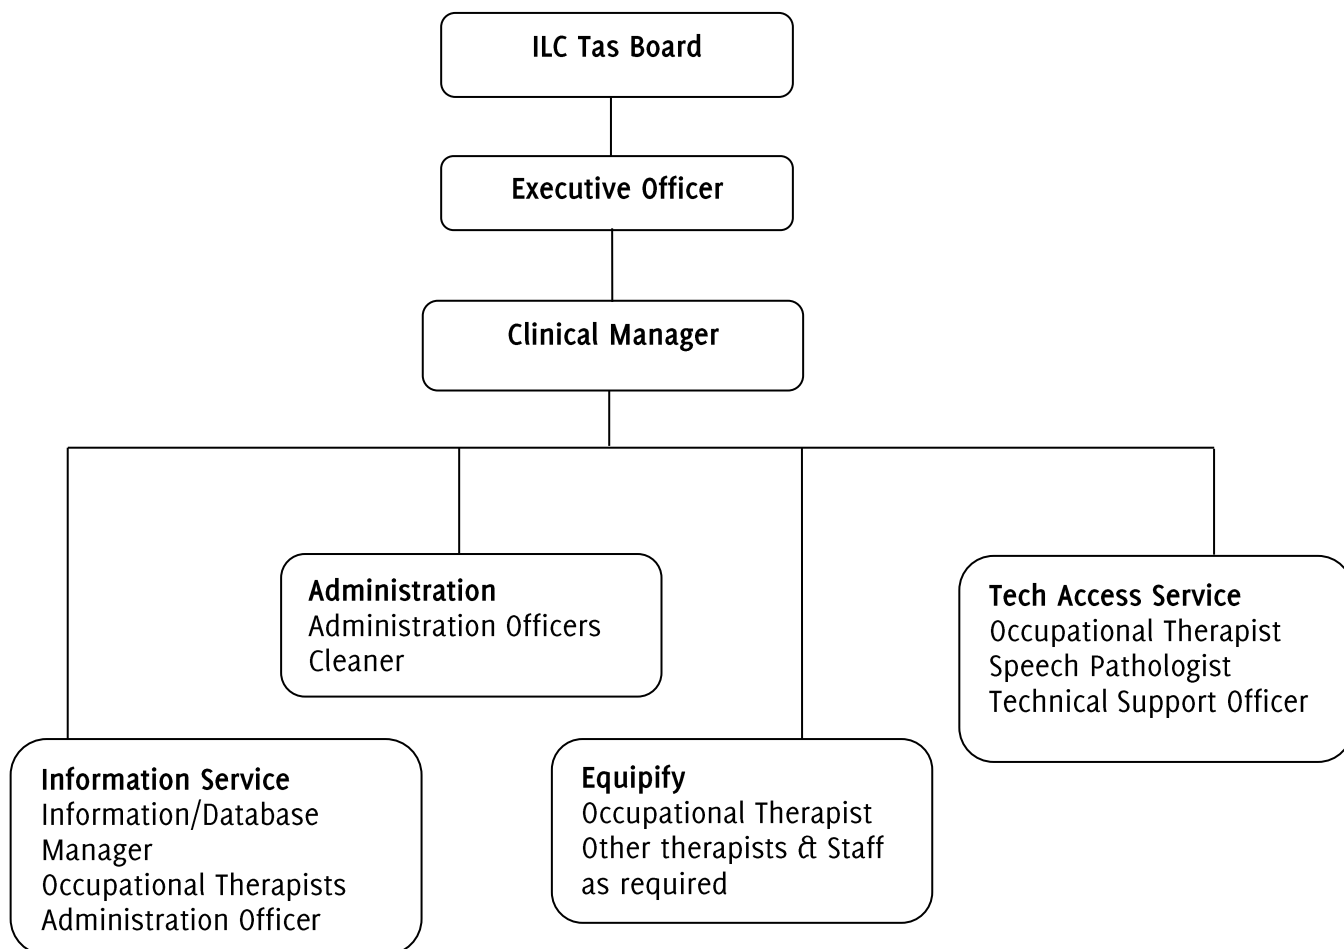 ILC Tas Board
Executive Officer
Clinical Manager
Administration
Administration Officers
Cleaner
Tech Access Service
Occupational Therapist
Speech Pathologist
Technical Support Officer
Information Service
Information/Database
Manager
Occupational Therapists
Administration Officer
Equipify
Occupational Therapist
Other therapists & Staff
as required